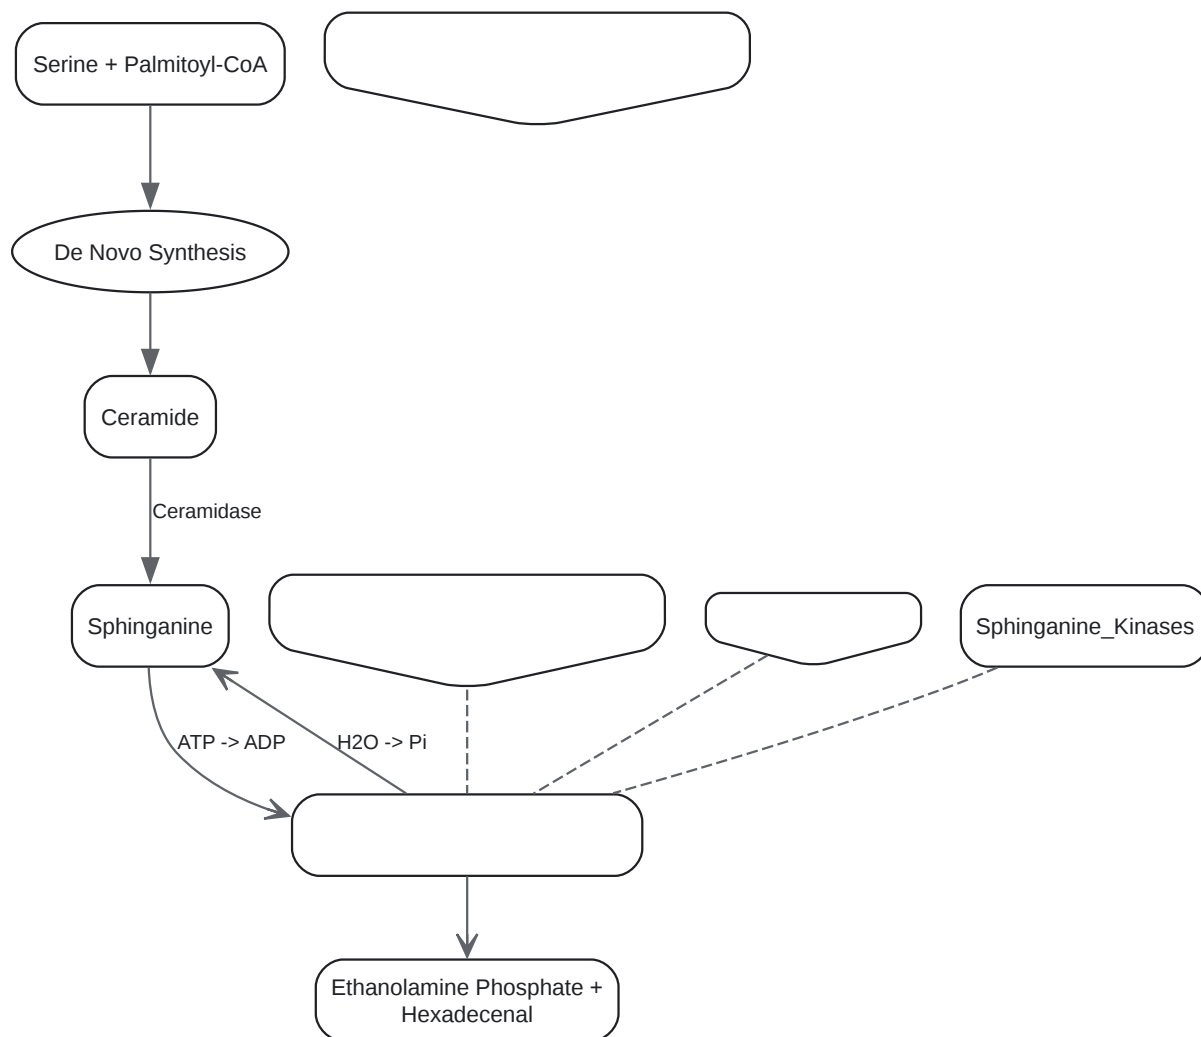 Serine + Palmitoyl-CoA
De Novo Synthesis
Ceramide
Ceramidase
Sphinganine
Sphinganine_Kinases
ATP -> ADP
H2O -> Pi
Ethanolamine Phosphate +
Hexadecenal